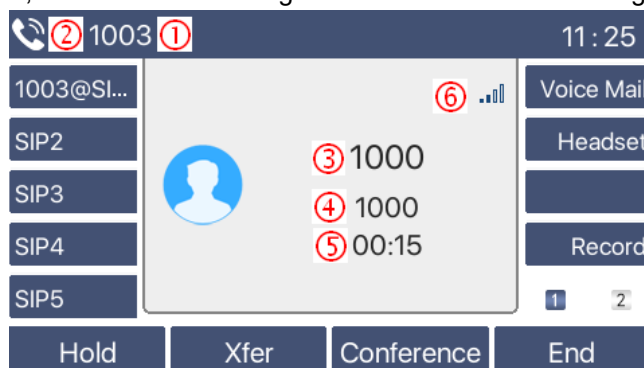 ② 1003 ① 11:25
1003@SI... Voice Mail
⑥
SIP2 Headset
③ 1000
SIP3
④ 1000
SIP4 ⑤ 00:15 Record
SIP5 1 2
Hold Xfer Conference End